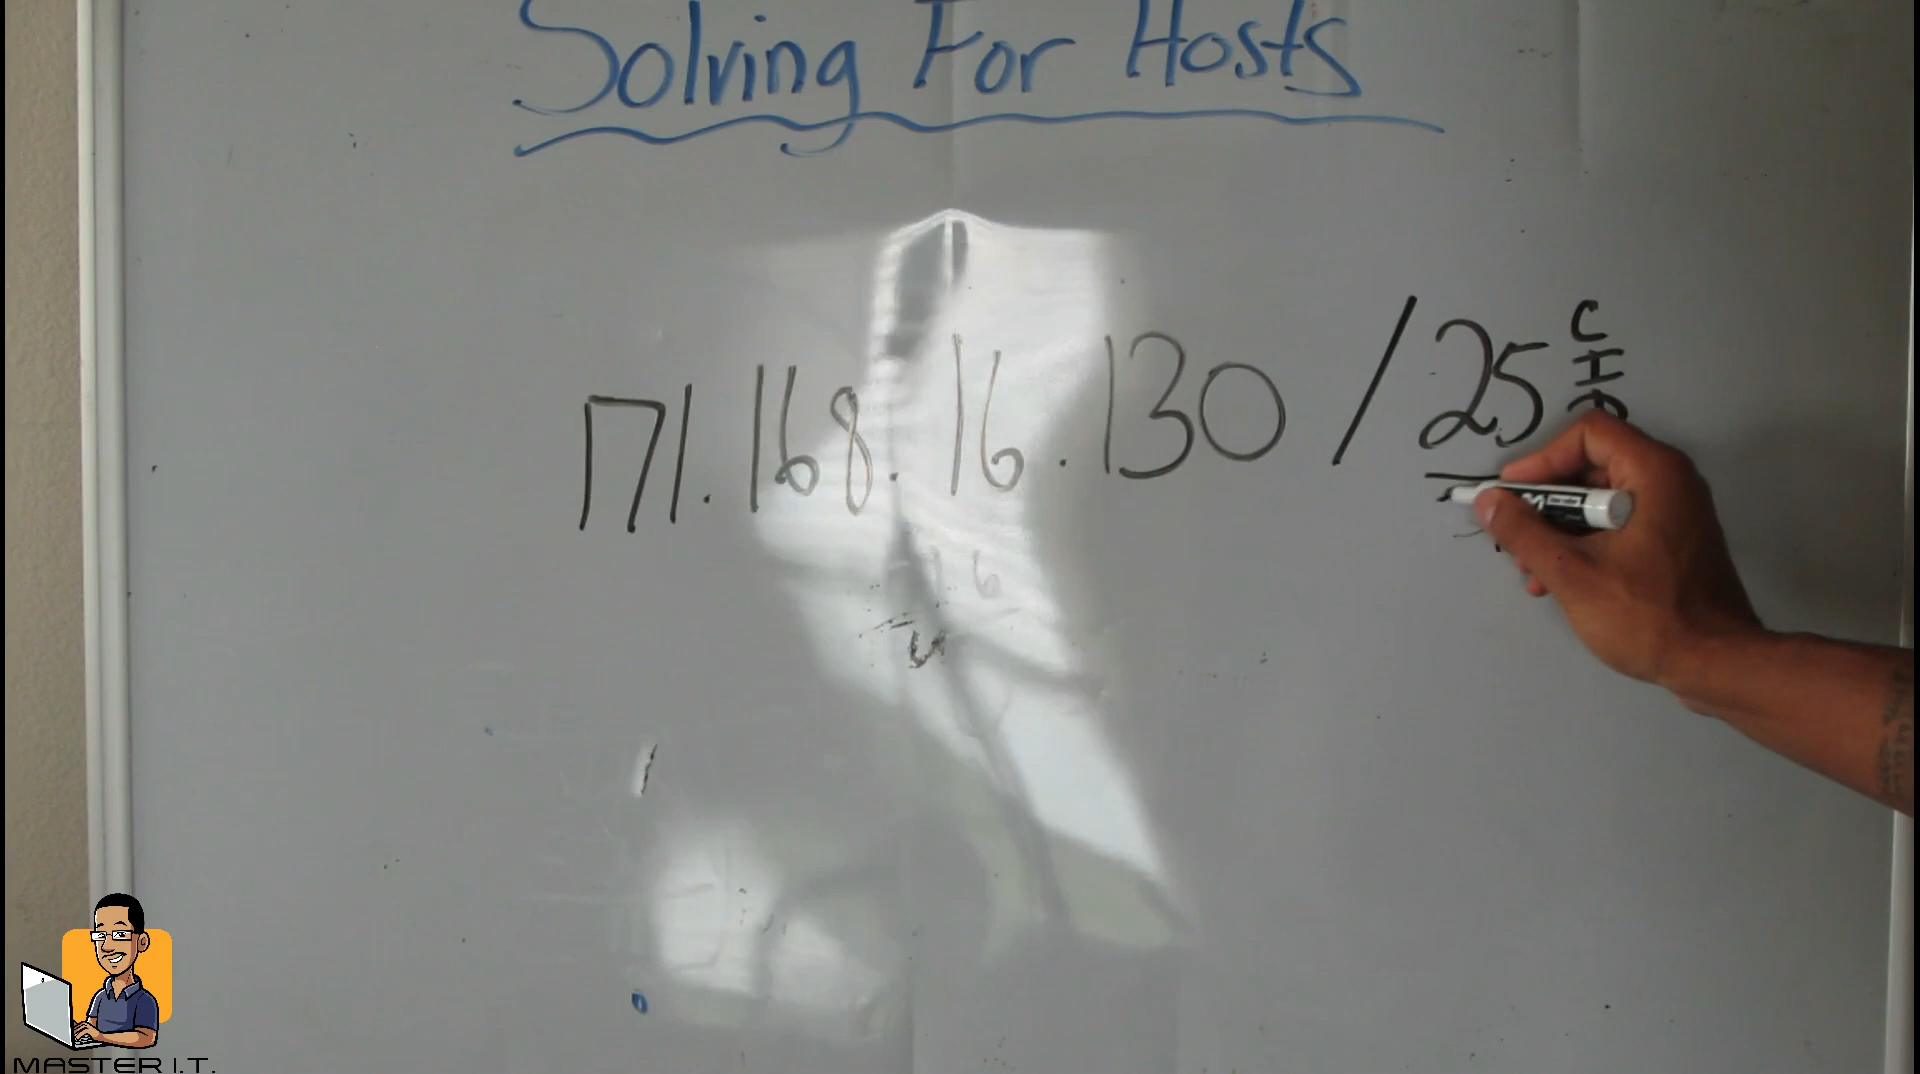 Solving For Hosts
171.168.16.130 /25
C
I
D
MASTER I.T.